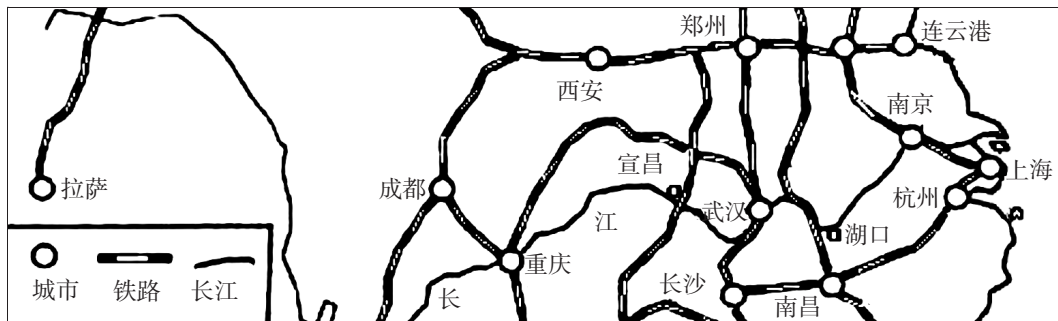 郑州
连云港
西安
南京
宣昌
上海
拉萨
成都
杭州
武汉
江
湖口
重庆
长沙
城市
铁路
长江
长
南昌